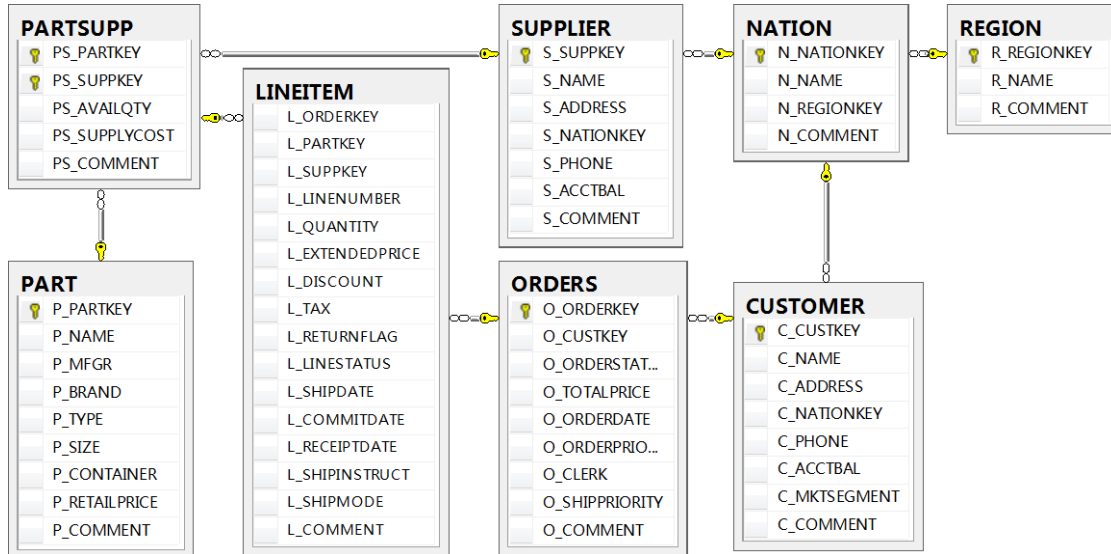 PARTSUPP
PS_PARTKEY
PS_SUPPKEY
PS_AVAILQTY
PS_SUPPLYCOST
PS_COMMENT
LINEITEM
L_ORDERKEY
L_PARTKEY
L_SUPPKEY
L_LINENUMBER
L_QUANTITY
L_EXTENDEDPRICE
L_DISCOUNT
L_TAX
L_RETURNFLAG
L_LINESTATUS
L_SHIPDATE
L_COMMITDATE
L_RECEIPTDATE
L_SHIPINSTRUCT
L_SHIPMODE
L_COMMENT
SUPPLIER
S_SUPPKEY
S_NAME
S_ADDRESS
S_NATIONKEY
S_PHONE
S_ACCTBAL
S_COMMENT
NATION
N_NATIONKEY
N_NAME
N_REGIONKEY
N_COMMENT
REGION
R_REGIONKEY
R_NAME
R_COMMENT
PART
P_PARTKEY
P_NAME
P_MFGR
P_BRAND
P_TYPE
P_SIZE
P_CONTAINER
P_RETAILPRICE
P_COMMENT
ORDERS
O_ORDERKEY
O_CUSTKEY
O_ORDERSTAT...
O_TOTALPRICE
O_ORDERDATE
O_ORDERPRIO...
O_CLERK
O_SHIPPRIORITY
O_COMMENT
CUSTOMER
C_CUSTKEY
C_NAME
C_ADDRESS
C_NATIONKEY
C_PHONE
C_ACCTBAL
C_MKTSEGMENT
C_COMMENT